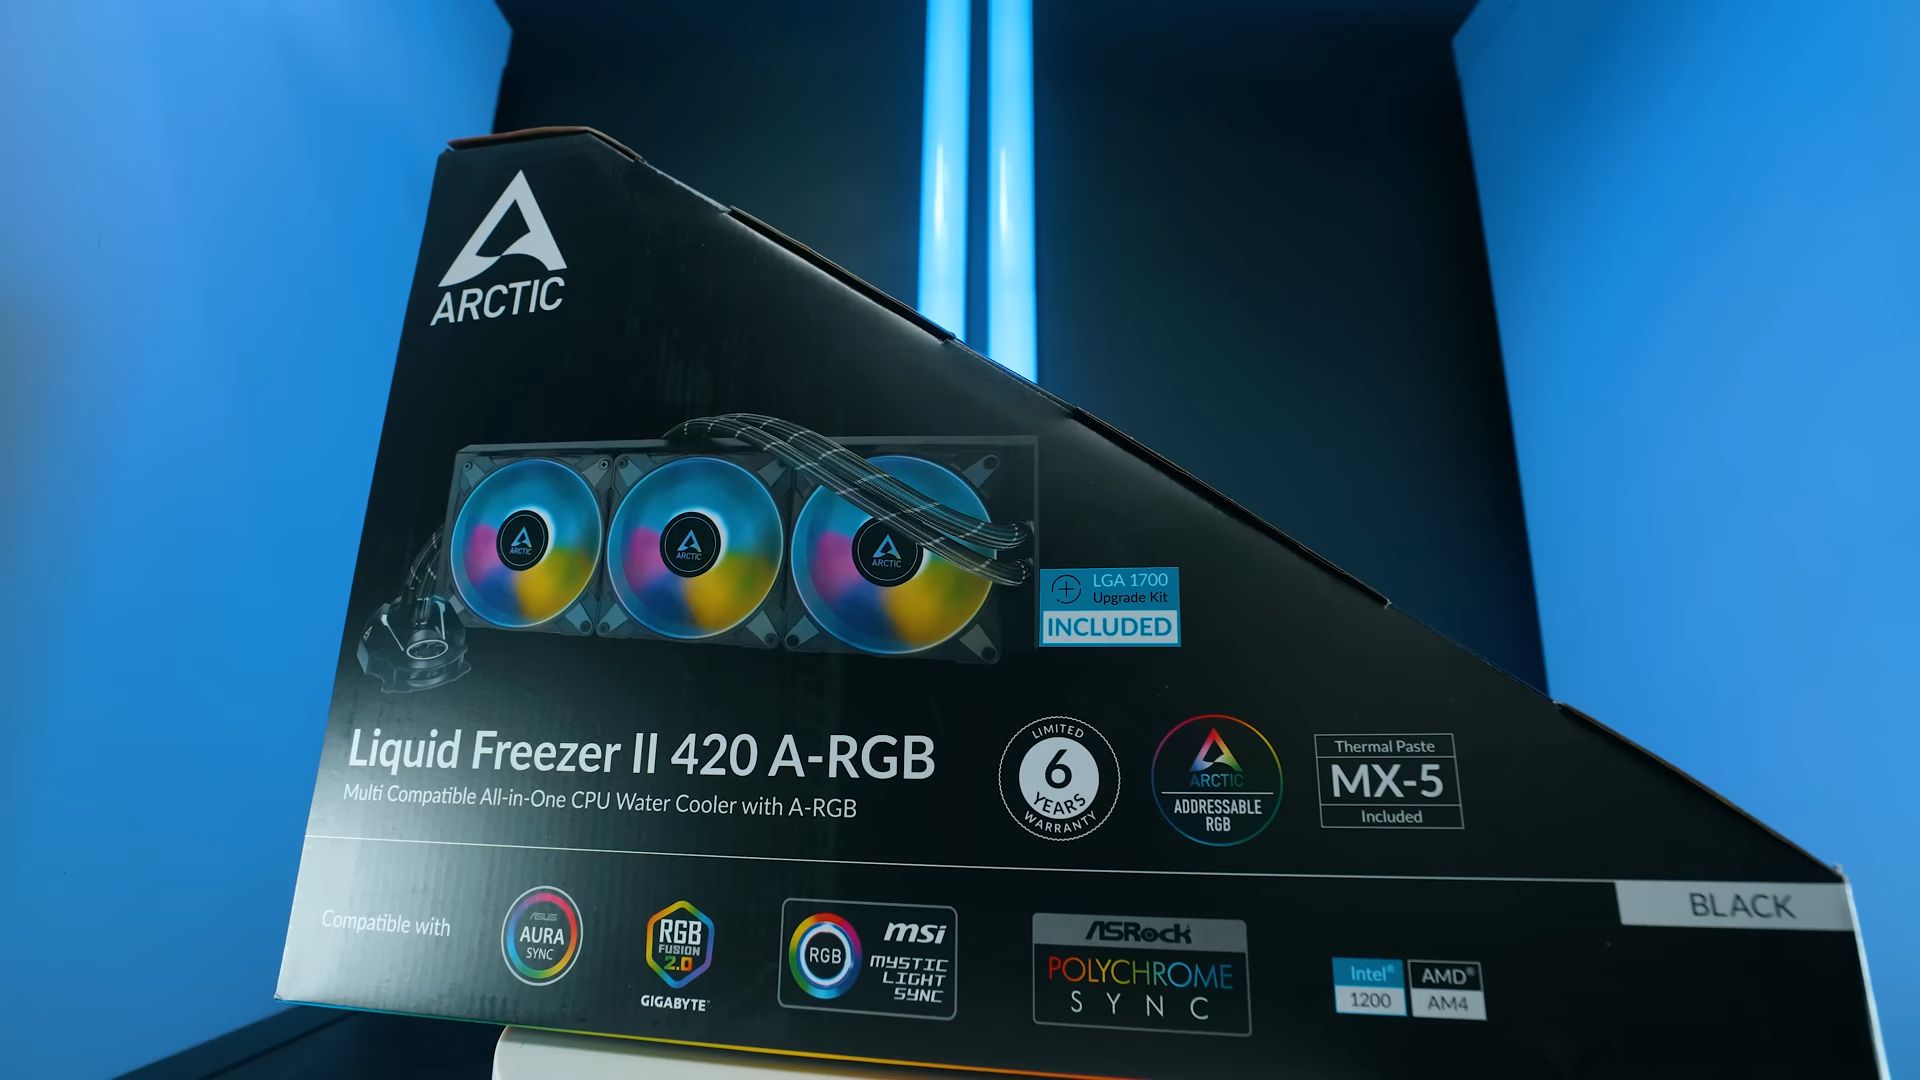 ARCTIC
ARCTIC
ARCTIC
ARCTIC
LGA 1700
Upgrade Kit
INCLUDED
Liquid Freezer II 420 A-RGB
Multi Compatible All-in-One CPU Water Cooler with A-RGB
LIMITED
6
YEARS
WARRANTY
ARCTIC
ADDRESSABLE
RGB
Thermal Paste
MX-5
Included
BLACK
Compatible with
ASUS
AURA
SYNC
RGB
FUSION
2.0
GIGABYTE™
RGB
msi
MYSTIC
LIGHT
SYNC
ASRock
POLYCHROME
SYNC
Intel®
1200
AMD®
AM4